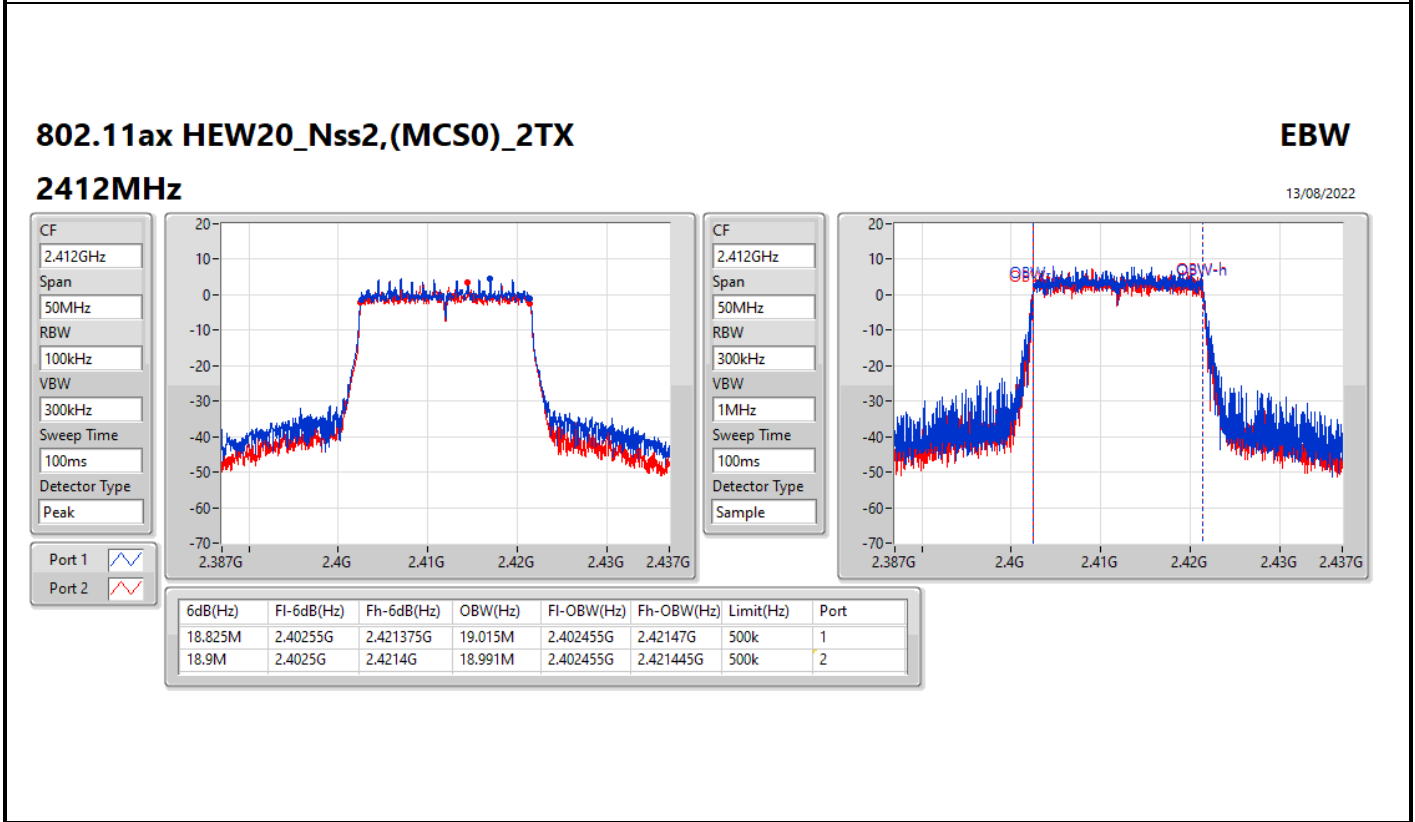 802.11ax HEW20_Nss2,(MCS0)_2TX EBW
2412MHz 13/08/2022
CF
2.412GHz
Span
50MHz
RBW
100kHz
VBW
300kHz
Sweep Time
100ms
Detector Type
Peak
Port 1
Port 2
20
10
0
-10
-20
-30
-40
-50
-60
-70
2.387G 2.4G 2.41G 2.42G 2.43G 2.437G
CF
2.412GHz
Span
50MHz
RBW
300kHz
VBW
1MHz
Sweep Time
100ms
Detector Type
Sample
20
10
0
-10
-20
-30
-40
-50
-60
-70
OBW-h
2.387G 2.4G 2.41G 2.42G 2.43G 2.437G
6dB(Hz) Fl-6dB(Hz) Fh-6dB(Hz) OBW(Hz) Fl-OBW(Hz) Fh-OBW(Hz) Limit(Hz) Port
18.825M 2.40255G 2.421375G 19.015M 2.402455G 2.42147G 500k 1
18.9M 2.4025G 2.4214G 18.991M 2.402455G 2.421445G 500k 2